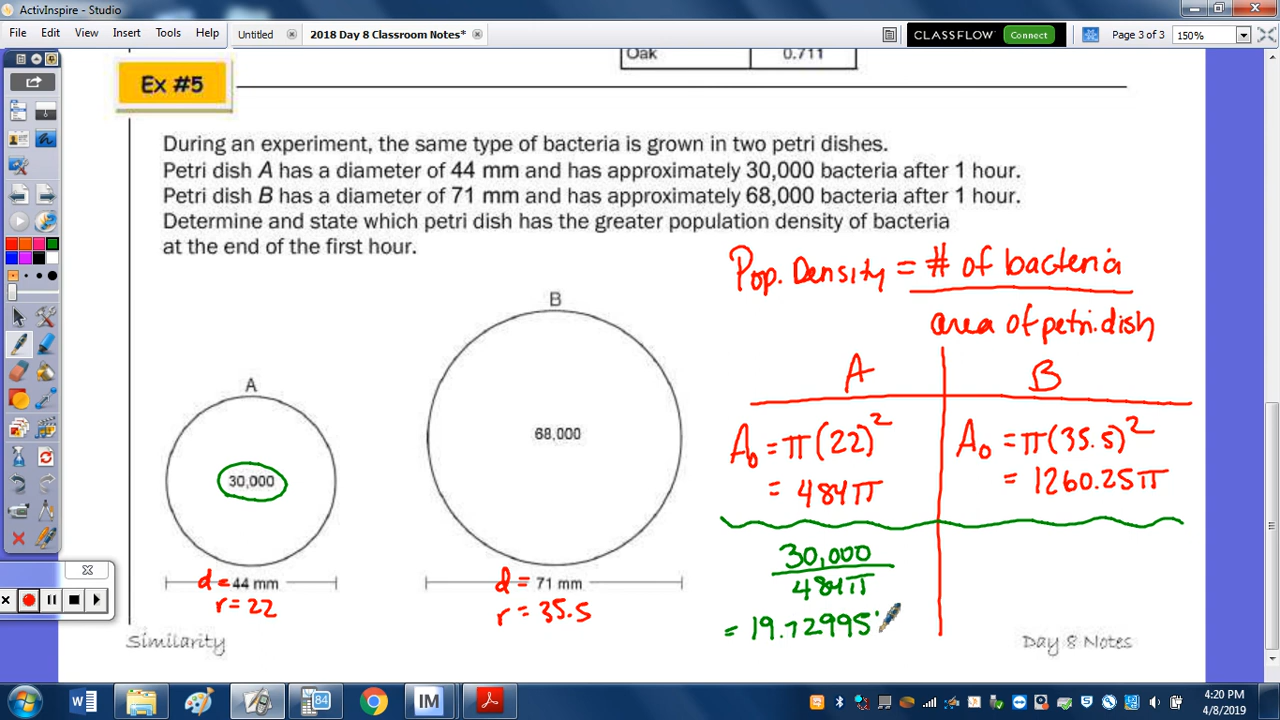 ActivInspire - Studio
File Edit View Insert Tools Help
Untitled
2018 Day 8 Classroom Notes*
CLASSFLOW Connect
Page 3 of 3
150%
Oak 0.711
Ex #5
During an experiment, the same type of bacteria is grown in two petri dishes.
Petri dish A has a diameter of 44 mm and has approximately 30,000 bacteria after 1 hour.
Petri dish B has a diameter of 71 mm and has approximately 68,000 bacteria after 1 hour.
Determine and state which petri dish has the greater population density of bacteria
at the end of the first hour.
Pop. Density = # of bacteria
area of petri dish
A
B
30,000
d = 44 mm
r = 22
B
68,000
d = 71 mm
r = 35.5
A
A₀ = π(22)²
= 484π
30,000
484π
= 19.72995
B
A₀ = π(35.5)²
= 1260.25π
Similarity
Day 8 Notes
84
IM
4:20 PM
4/8/2019